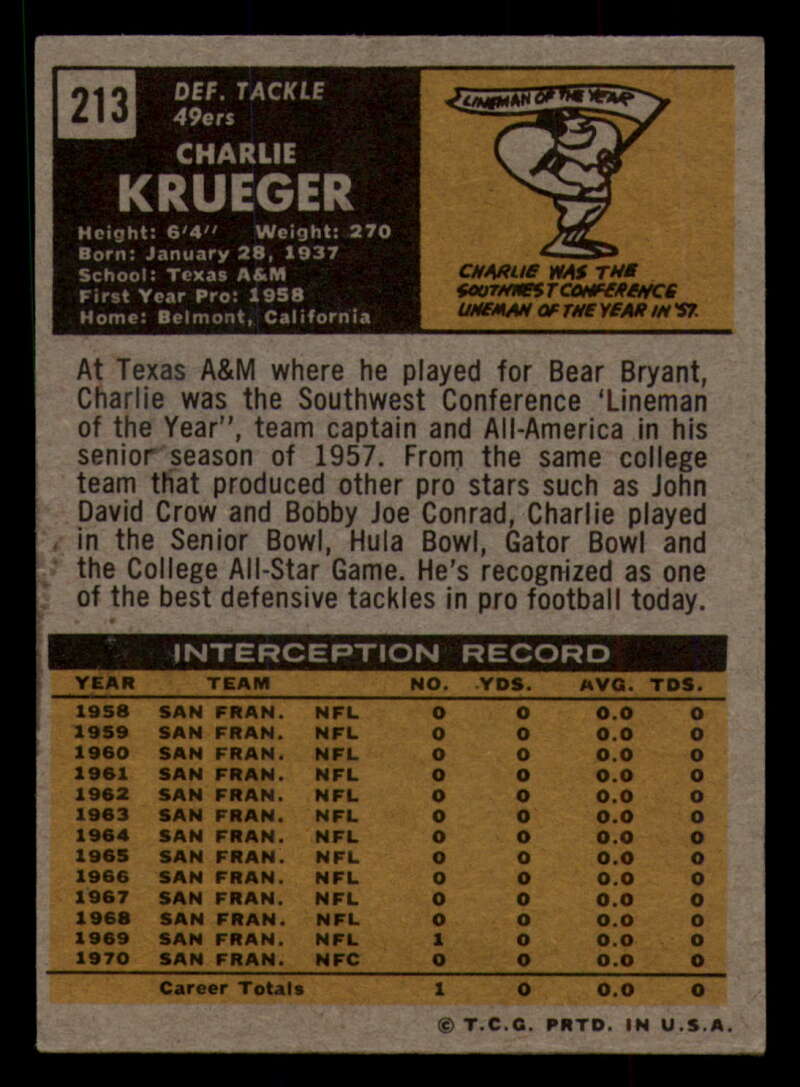 213
DEF. TACKLE
49ers
CHARLIE
KRUEGER
Height: 6'4" Weight: 270
Born: January 28, 1937
School: Texas A&M
First Year Pro: 1958
Home: Belmont, California
LINEMAN OF THE YEAR
CHARLIE WAS THE
SOUTHWEST CONFERENCE
LINEMAN OF THE YEAR IN '57.
At Texas A&M where he played for Bear Bryant,
Charlie was the Southwest Conference 'Lineman
of the Year", team captain and All-America in his
senior season of 1957. From the same college
team that produced other pro stars such as John
David Crow and Bobby Joe Conrad, Charlie played
in the Senior Bowl, Hula Bowl, Gator Bowl and
the College All-Star Game. He's recognized as one
of the best defensive tackles in pro football today.
INTERCEPTION RECORD
YEAR TEAM NO. YDS. AVG. TDS.
1958 SAN FRAN. NFL 0 0 0.0 0
1959 SAN FRAN. NFL 0 0 0.0 0
1960 SAN FRAN. NFL 0 0 0.0 0
1961 SAN FRAN. NFL 0 0 0.0 0
1962 SAN FRAN. NFL 0 0 0.0 0
1963 SAN FRAN. NFL 0 0 0.0 0
1964 SAN FRAN. NFL 0 0 0.0 0
1965 SAN FRAN. NFL 0 0 0.0 0
1966 SAN FRAN. NFL 0 0 0.0 0
1967 SAN FRAN. NFL 0 0 0.0 0
1968 SAN FRAN. NFL 0 0 0.0 0
1969 SAN FRAN. NFL 1 0 0.0 0
1970 SAN FRAN. NFC 0 0 0.0 0
Career Totals 1 0 0.0 0
© T.C.G. PRTD. IN U.S.A.